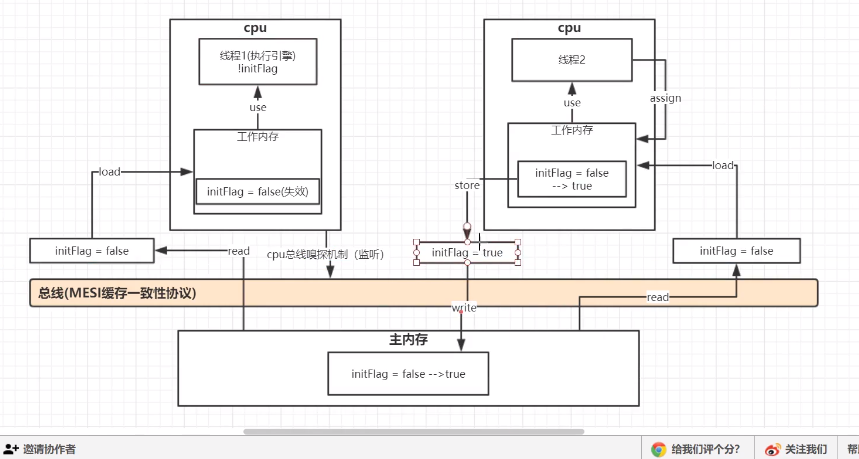 cpu
线程1(执行引擎)
!initFlag
use
工作内存
initFlag = false(失效)
load
initFlag = false
read
cpu总线嗅探机制（监听）
cpu
线程2
use
assign
工作内存
initFlag = false
--> true
store
load
initFlag = true
initFlag = false
总线(MESI缓存一致性协议)
write
read
主内存
initFlag = false -->true
邀请协作者
给我们评个分?
关注我们